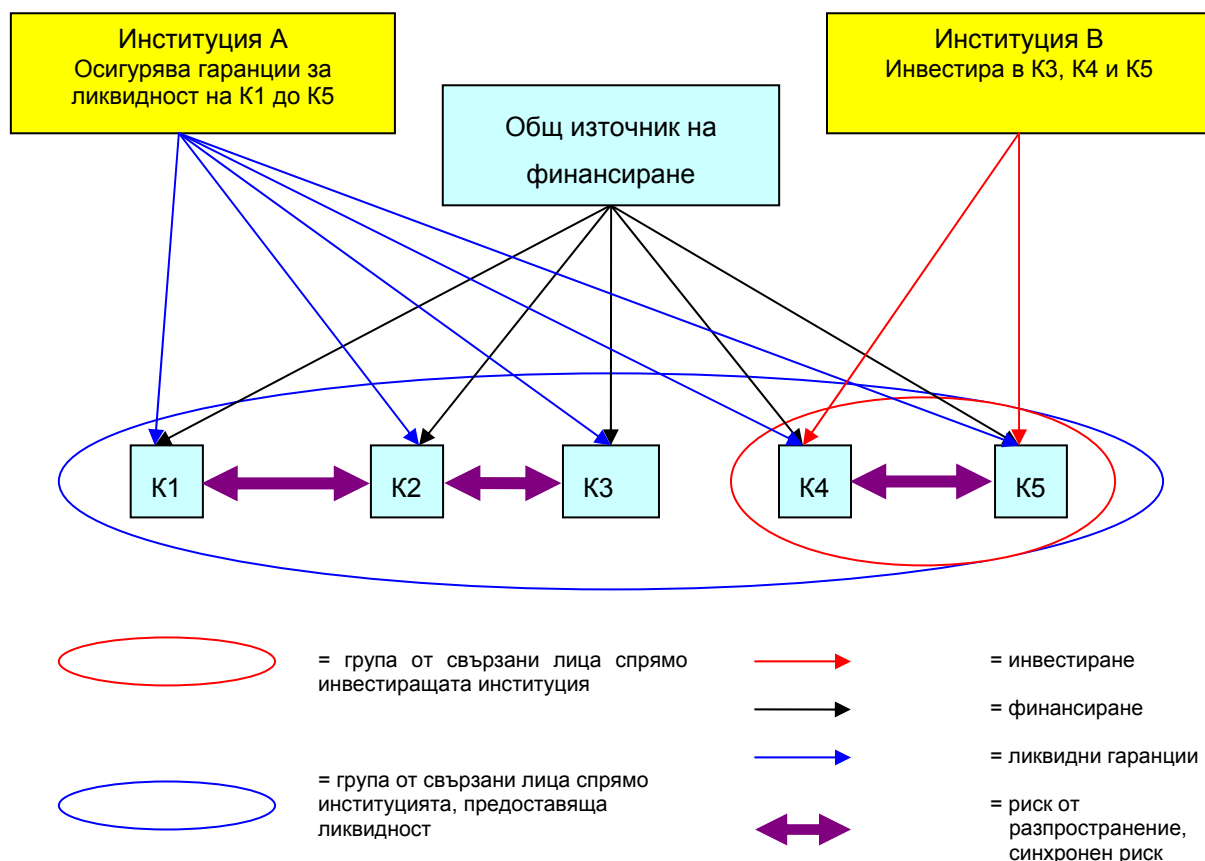 Институция А
Осигурява гаранции за
ликвидност на К1 до К5
Институция В
Инвестира в К3, К4 и К5
Общ източник на
финансиране
К1
К2
К3
К4
К5
= група от свързани лица спрямо
инвестиращата институция
= група от свързани лица спрямо
институцията, предоставяща
ликвидност
= инвестиране
= финансиране
= ликвидни гаранции
= риск от
разпространение,
синхронен риск